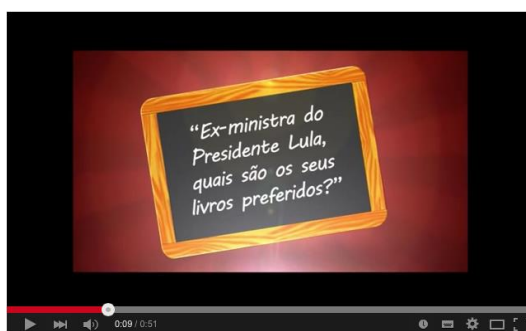 “Ex-ministra do
Presidente Lula,
quais são os seus
livros preferidos?”
0:09 / 0:51